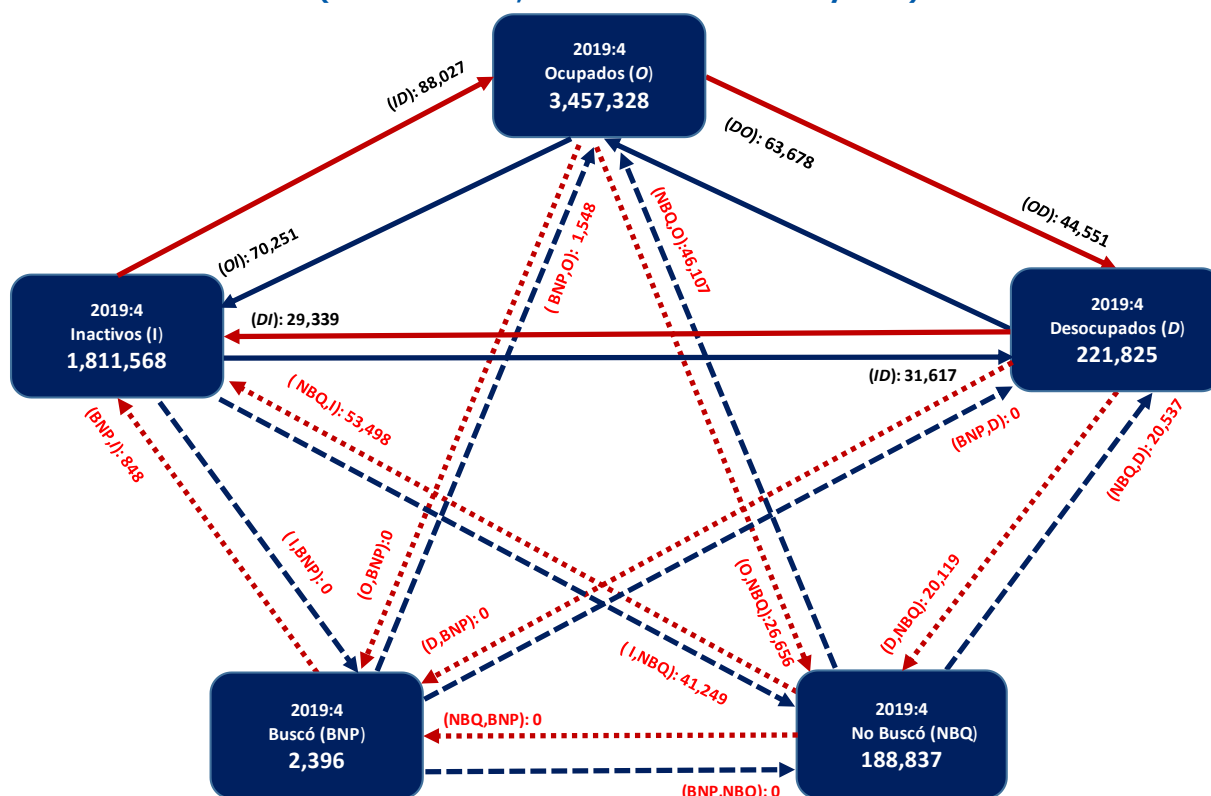 2019:4
Ocupados (O)
3,457,328
(ID): 88,027
(DO): 63,678
(OD): 44,551
(OI): 70,251
(BNP,O): 1,548
(NBQ,O):46,107
2019:4
Inactivos (I)
1,811,568
(DI): 29,339
2019:4
Desocupados (D)
221,825
(ID): 31,617
(NBQ,I): 53,498
(BNP,D): 0
(BNP,I): 848
(NBQ,D): 20,537
(I,BNP): 0
(O,BNP):0
(D,BNP): 0
(O,NBQ):26,656
(I,NBQ): 41,249
(D,NBQ): 20,119
2019:4
Buscó (BNP)
2,396
(NBQ,BNP): 0
2019:4
No Buscó (NBQ)
188,837
(BNP,NBQ): 0